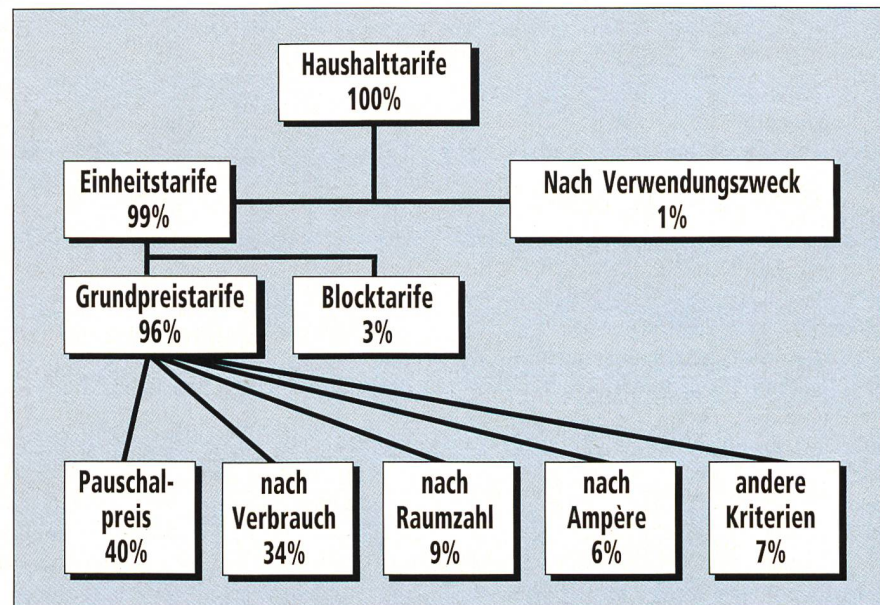 Haushalttarife
100%
Einheitstarife
99%
Nach Verwendungszweck
1%
Grundpreistarife
96%
Blocktarife
3%
Pauschal-
preis
40%
nach
Verbrauch
34%
nach
Raumzahl
9%
nach
Ampère
6%
andere
Kriterien
7%